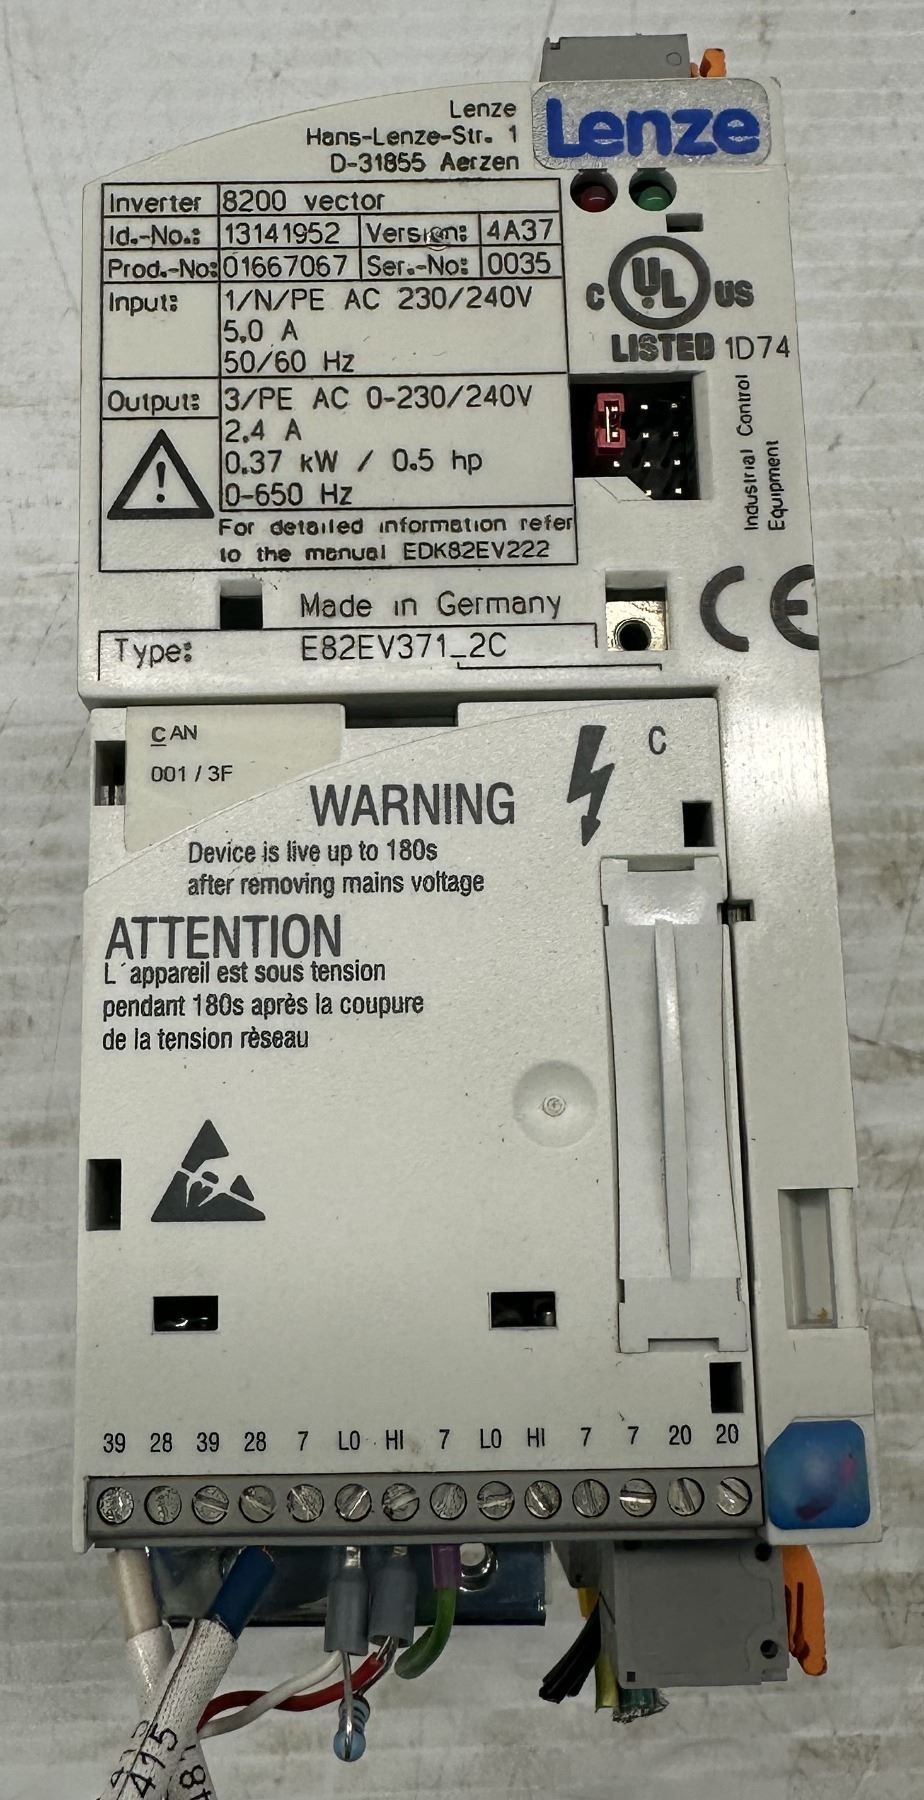 Lenze
Hans-Lenze-Str. 1
D-31855 Aerzen
Lenze
Inverter 8200 vector
Id.-No.: 13141952 Version: 4A37
Prod.-No: 01667067 Ser.-No: 0035
Input: 1/N/PE AC 230/240V
5.0 A
50/60 Hz
Output: 3/PE AC 0-230/240V
2.4 A
0.37 kW / 0.5 hp
0-650 Hz
For detailed information refer
to the manual EDK82EV222
C UL US
LISTED 1D74
Industrial Control
Equipment
Made in Germany
CE
Type: E82EV371_2C
CAN
001 / 3F
C
WARNING
Device is live up to 180s
after removing mains voltage
ATTENTION
L´appareil est sous tension
pendant 180s après la coupure
de la tension rèseau
39 28 39 28 7 LO HI 7 LO HI 7 7 20 20
415